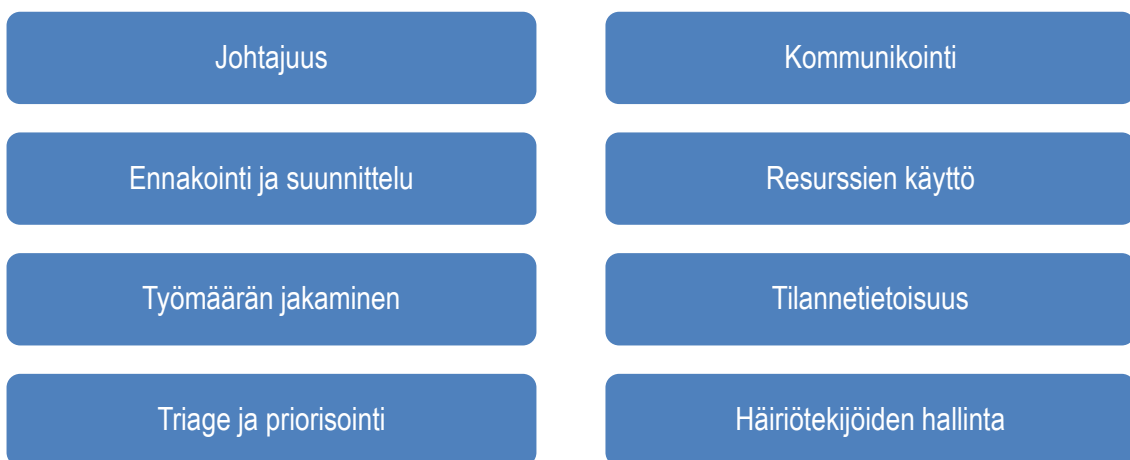 Johtajuus
Kommunikointi
Ennakointi ja suunnittelu
Resurssien käyttö
Työmäärän jakaminen
Tilannetietoisuus
Triage ja priorisointi
Häiriötekijöiden hallinta